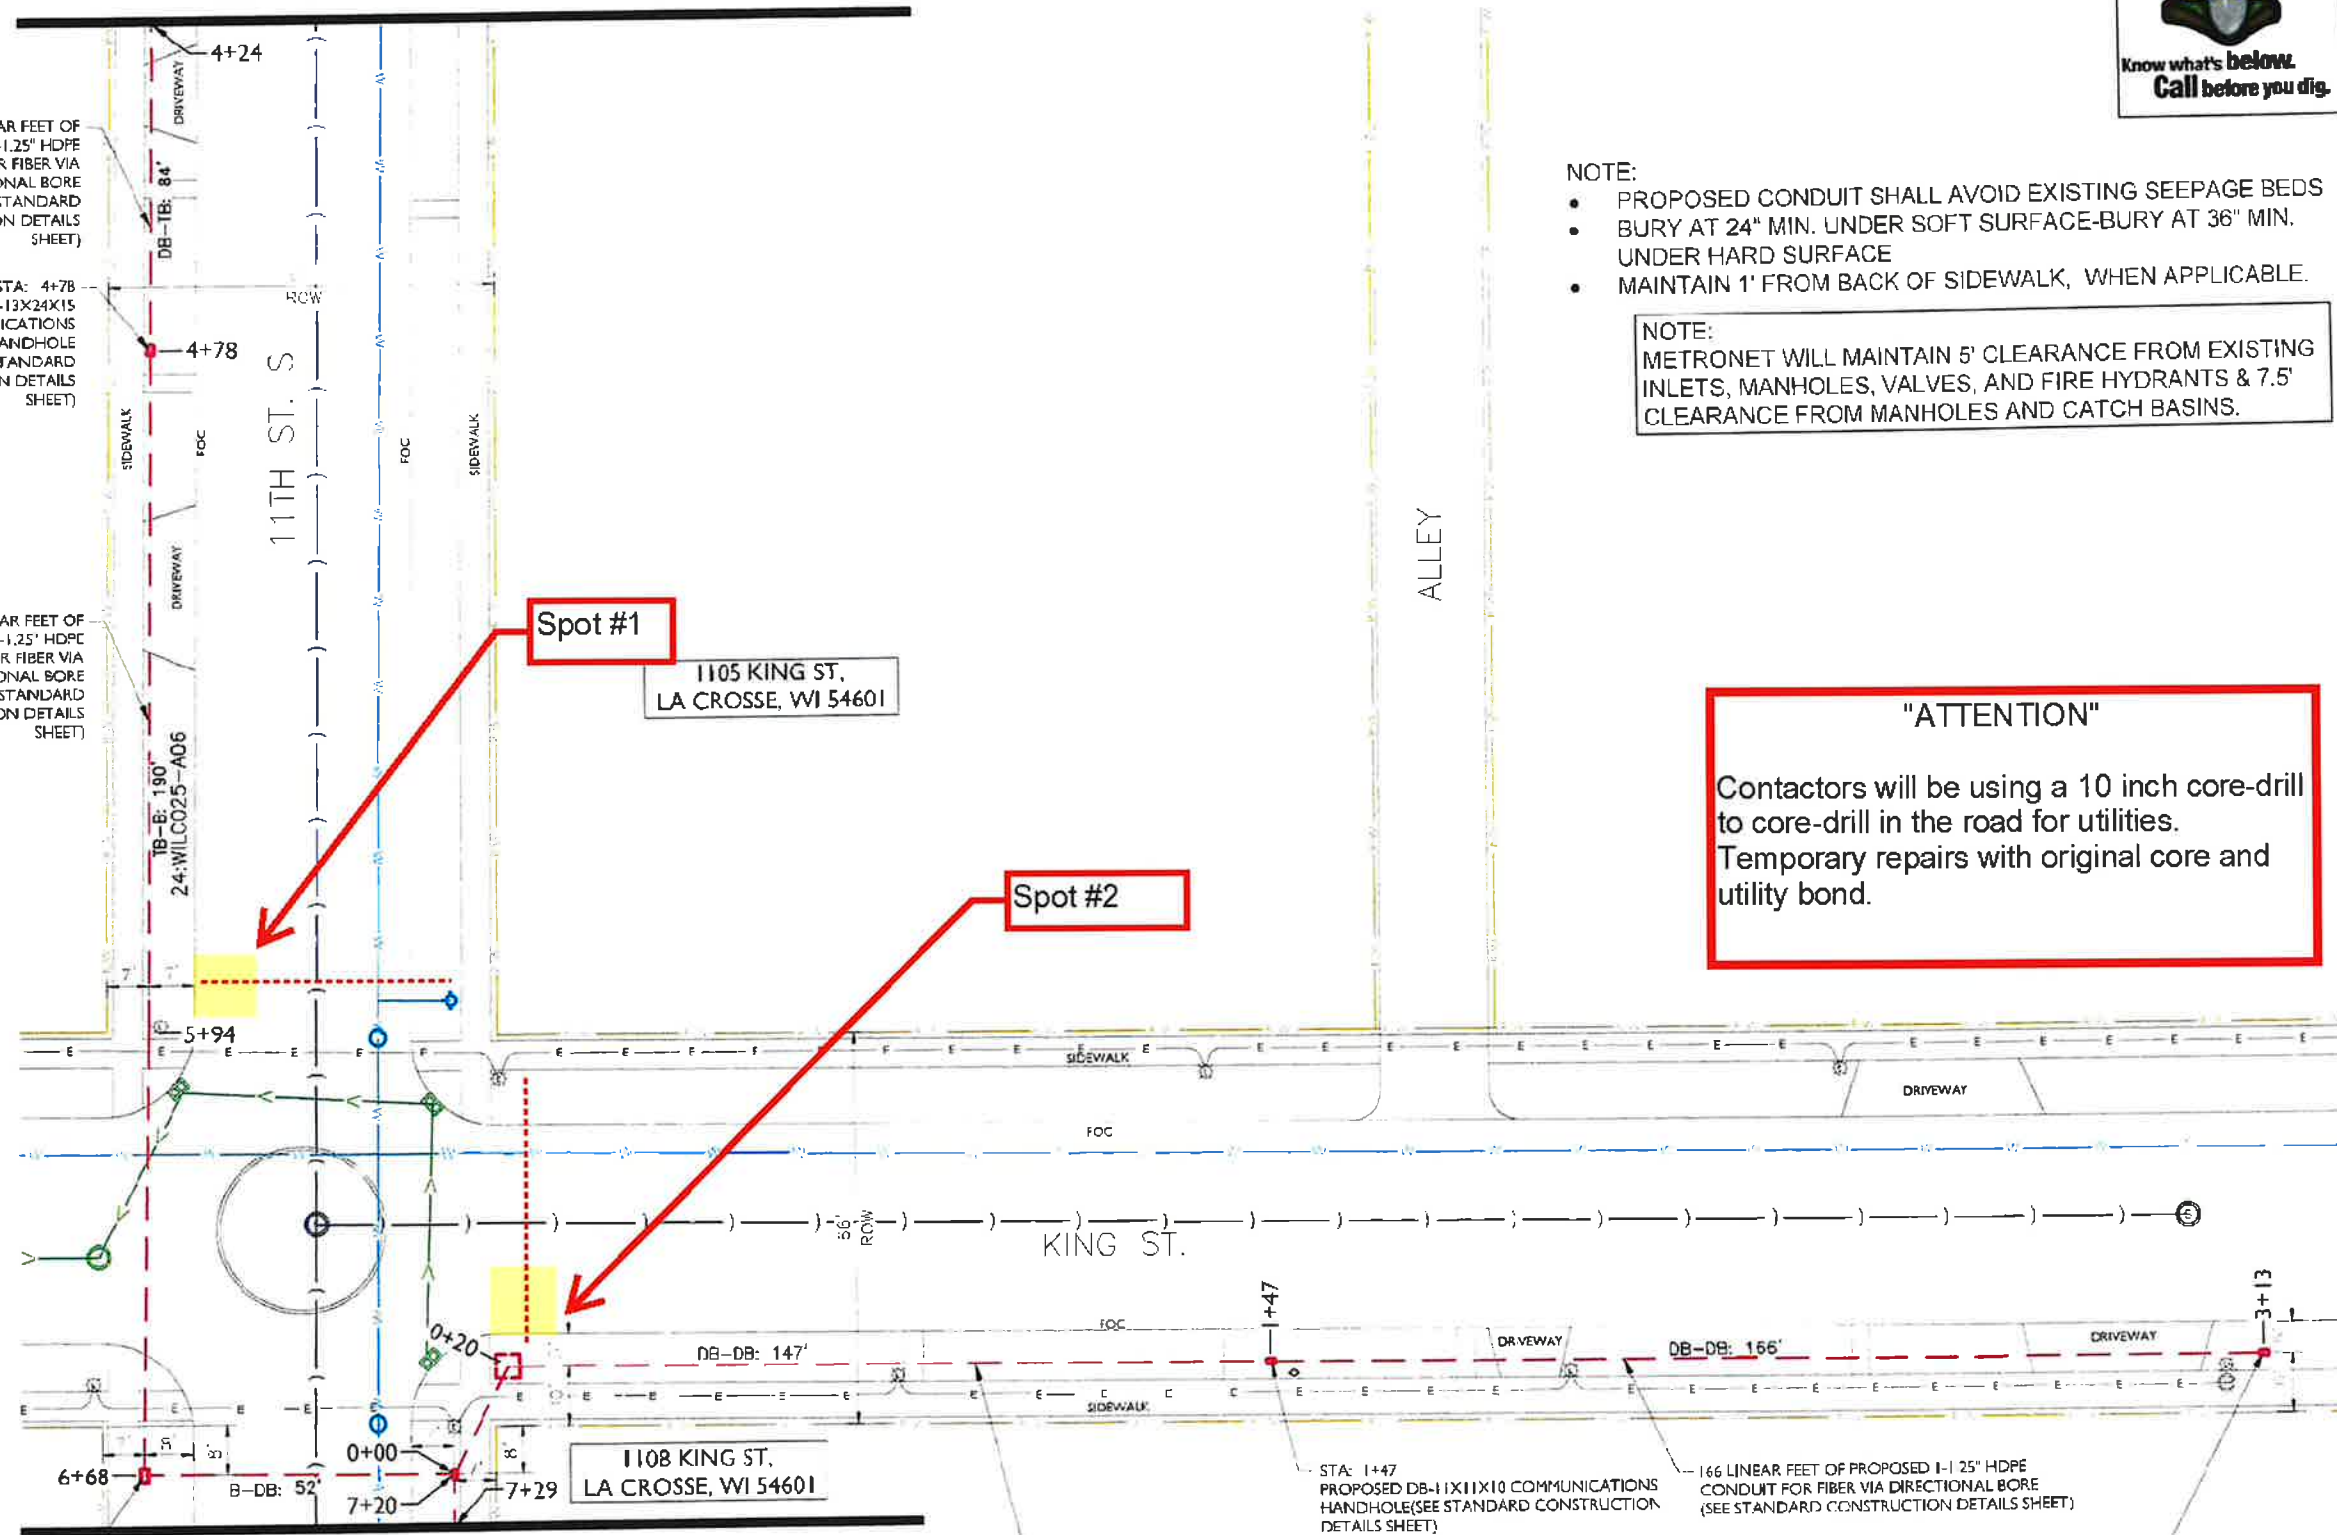 Know what's below.
Call before you dig.
NOTE:
• PROPOSED CONDUIT SHALL AVOID EXISTING SEEPAGE BEDS
• BURY AT 24" MIN. UNDER SOFT SURFACE-BURY AT 36" MIN.
UNDER HARD SURFACE
• MAINTAIN 1' FROM BACK OF SIDEWALK, WHEN APPLICABLE.
NOTE:
METRONET WILL MAINTAIN 5' CLEARANCE FROM EXISTING
INLETS, MANHOLES, VALVES, AND FIRE HYDRANTS & 7.5'
CLEARANCE FROM MANHOLES AND CATCH BASINS.
4+24
DRIVEWAY
AR FEET OF
-1.25" HDPE
R FIBER VIA
ONAL BORE
STANDARD
ON DETAILS
SHEET)
DB-TB: 84'
STA: 4+78
-13X24X15
ICATIONS
ANDHOLE
TANDARD
N DETAILS
SHEET)
ROW
4+78
11TH ST. S
SIDEWALK
FOC
FOC
SIDEWALK
DRIVEWAY
AR FEET OF
-1.25' HDPE
R FIBER VIA
ONAL BORE
STANDARD
ON DETAILS
SHEET)
TB-B: 190'
24:WILC025-A06
ALLEY
Spot #1
1105 KING ST,
LA CROSSE, WI 54601
"ATTENTION"
Contactors will be using a 10 inch core-drill
to core-drill in the road for utilities.
Temporary repairs with original core and
utility bond.
Spot #2
7' 7'
5+94
SIDEWALK
DRIVEWAY
FOC
66'
ROW
KING ST.
0+20
DB-DB: 147'
FOC
1+47
DRVEWAY
DB-DB: 166'
DRIVEWAY
3+13
SIDEWALK
8'
8'
6+68
B-DB: 52'
0+00
7+20
7+29
1108 KING ST,
LA CROSSE, WI 54601
STA: 1+47
PROPOSED DB-11X11X10 COMMUNICATIONS
HANDHOLE(SEE STANDARD CONSTRUCTION
DETAILS SHEET)
166 LINEAR FEET OF PROPOSED 1-1.25" HDPE
CONDUIT FOR FIBER VIA DIRECTIONAL BORE
(SEE STANDARD CONSTRUCTION DETAILS SHEET)